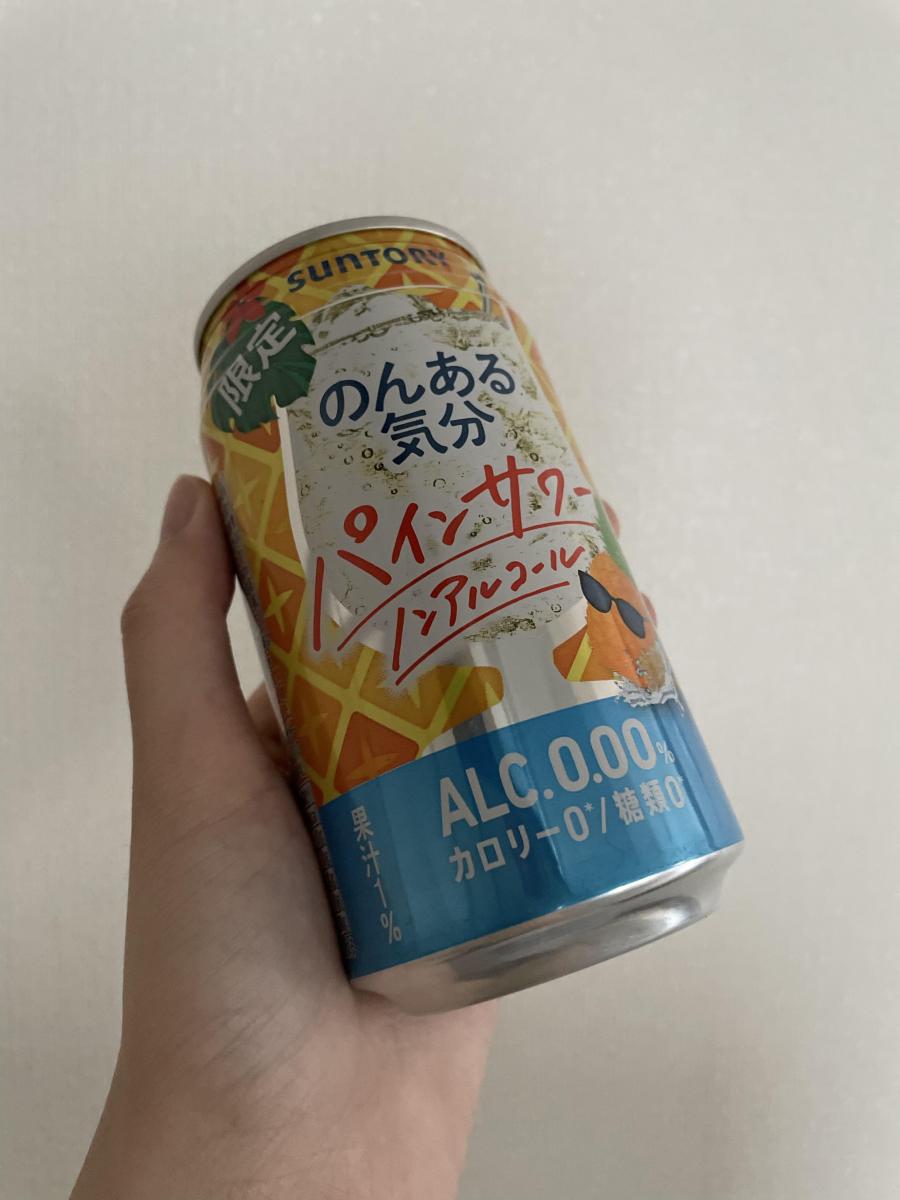 SUNTORY
限定
のんある
気分
パインサワー
ノンアルコール
ALC.0.00%
カロリー0*/糖類0*
果汁1%